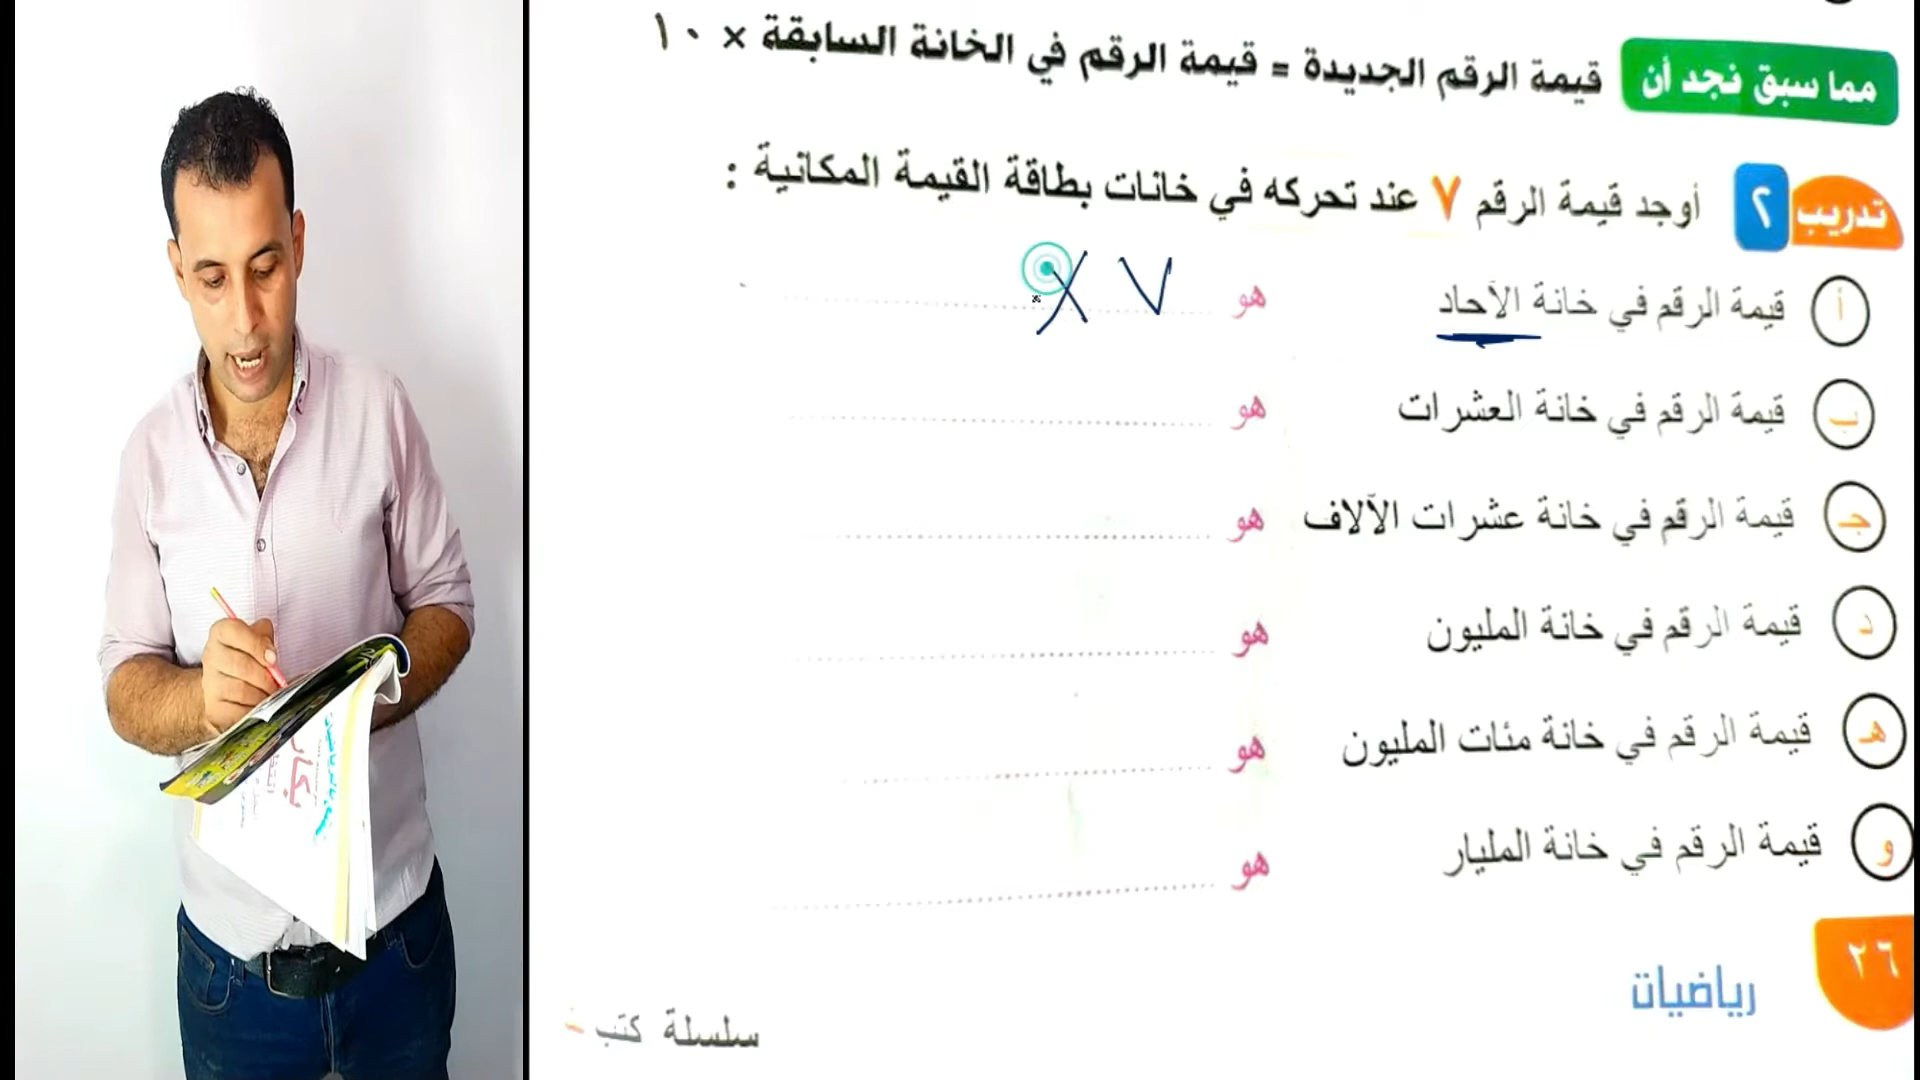 مما سبق نجد أن قيمة الرقم الجديدة = قيمة الرقم في الخانة السابقة × ١٠
تدريب ٢ أوجد قيمة الرقم ٧ عند تحركه في خانات بطاقة القيمة المكانية :
أ قيمة الرقم في خانة الآحاد هو ٧ ×
ب قيمة الرقم في خانة العشرات هو
جـ قيمة الرقم في خانة عشرات الآلاف هو
د قيمة الرقم في خانة المليون هو
هـ قيمة الرقم في خانة مئات المليون هو
و قيمة الرقم في خانة المليار هو
٢٦
رياضيات
سلسلة كتب
بكار